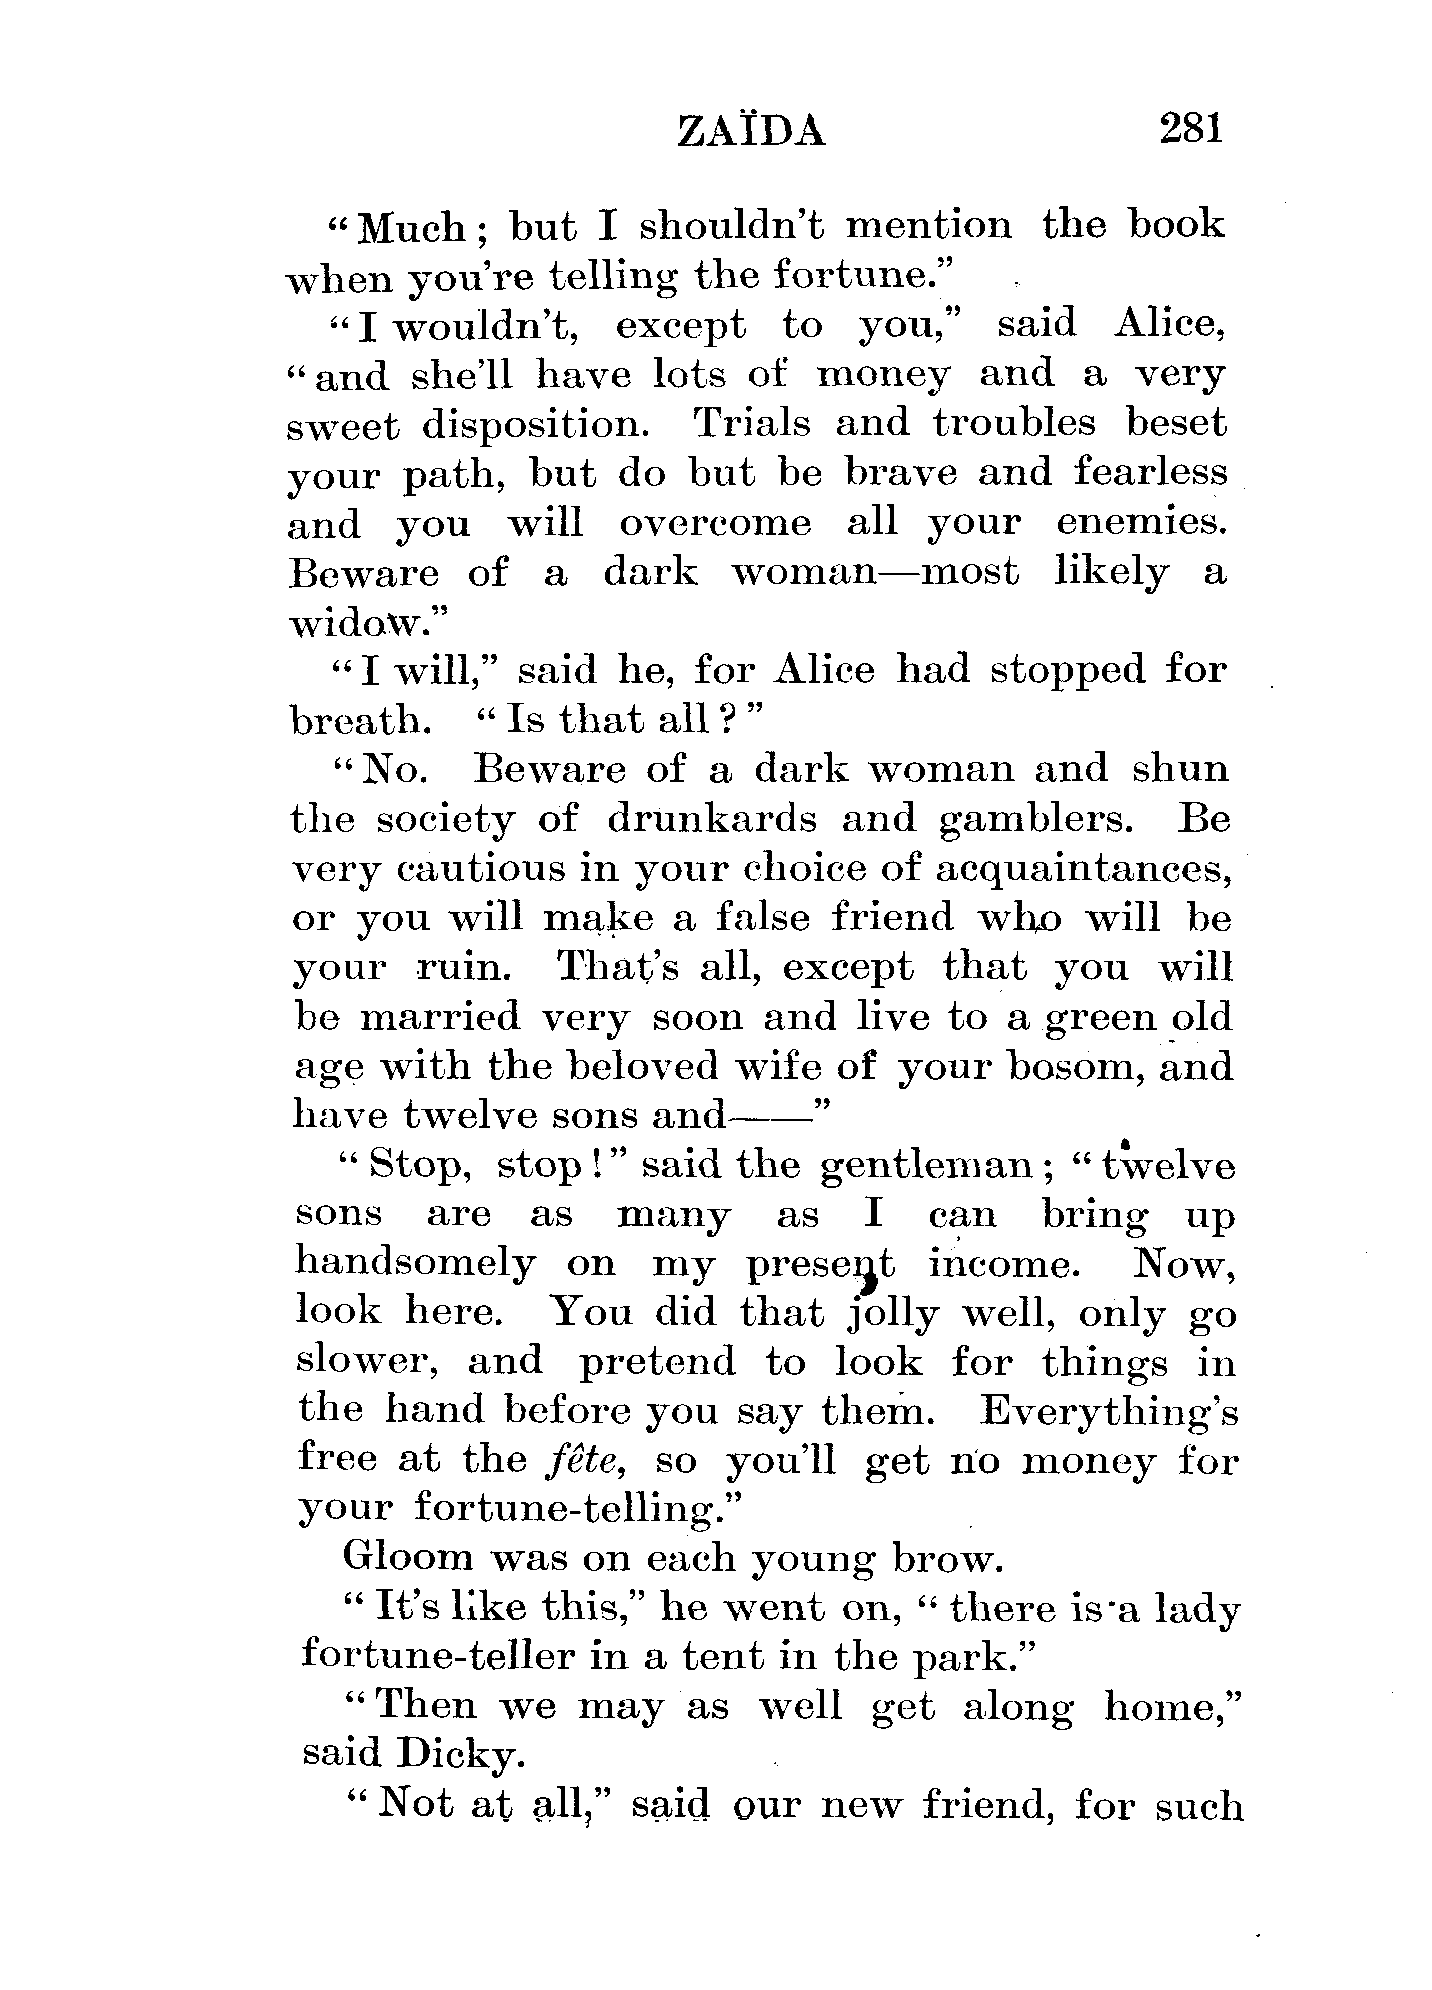 ZAÏDA 281
“Much; but I shouldn't mention the book
when you're telling the fortune.”
“I wouldn't, except to you,” said Alice,
“and she'll have lots of money and a very
sweet disposition. Trials and troubles beset
your path, but do but be brave and fearless
and you will overcome all your enemies.
Beware of a dark woman—most likely a
widow.”
“I will,” said he, for Alice had stopped for
breath. “Is that all?”
“No. Beware of a dark woman and shun
the society of drunkards and gamblers. Be
very cautious in your choice of acquaintances,
or you will make a false friend who will be
your ruin. That's all, except that you will
be married very soon and live to a green old
age with the beloved wife of your bosom, and
have twelve sons and——”
“Stop, stop!” said the gentleman; “twelve
sons are as many as I can bring up
handsomely on my present income. Now,
look here. You did that jolly well, only go
slower, and pretend to look for things in
the hand before you say them. Everything's
free at the fête, so you'll get no money for
your fortune-telling.”
Gloom was on each young brow.
“It's like this,” he went on, “there is a lady
fortune-teller in a tent in the park.”
“Then we may as well get along home,”
said Dicky.
“Not at all,” said our new friend, for such